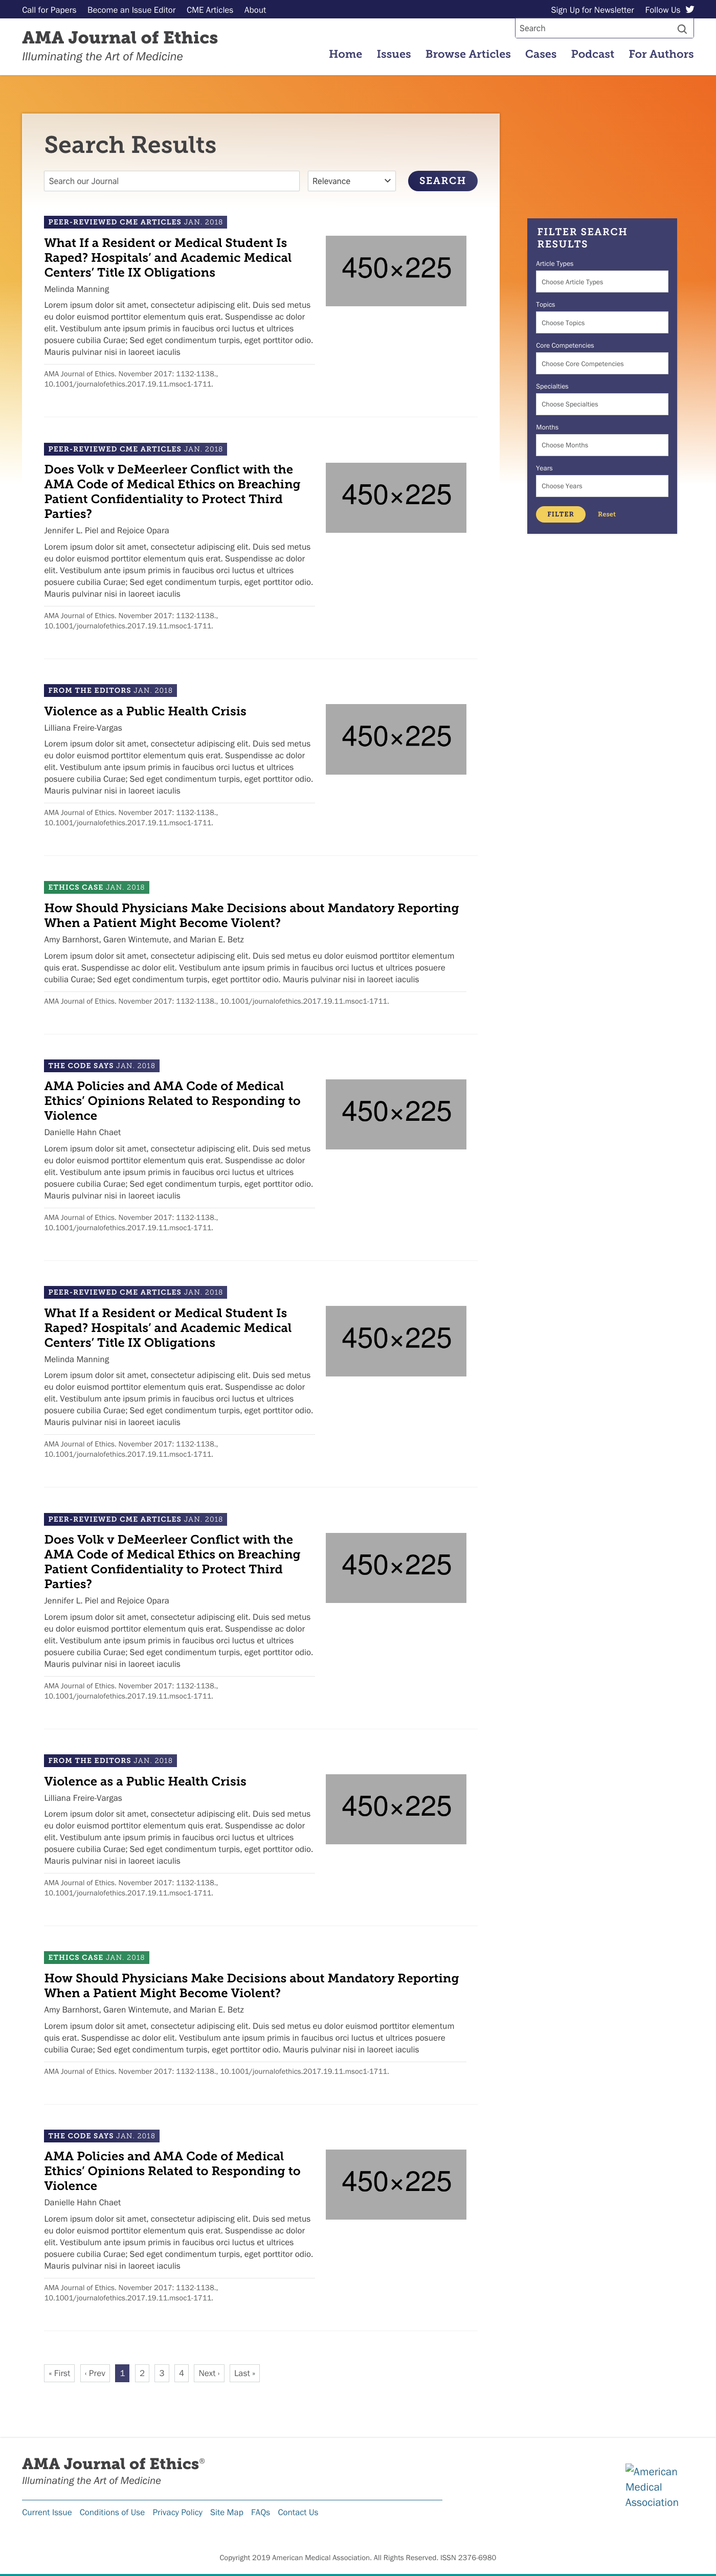 Call for Papers Become an Issue Editor CME Articles About Sign Up for Newsletter Follow Us
Search
AMA Journal of Ethics
Illuminating the Art of Medicine
Home Issues Browse Articles Cases Podcast For Authors
Search Results
Search our Journal Relevance SEARCH
PEER-REVIEWED CME ARTICLES JAN. 2018
What If a Resident or Medical Student Is
Raped? Hospitals’ and Academic Medical
Centers’ Title IX Obligations
Melinda Manning
Lorem ipsum dolor sit amet, consectetur adipiscing elit. Duis sed metus
eu dolor euismod porttitor elementum quis erat. Suspendisse ac dolor
elit. Vestibulum ante ipsum primis in faucibus orci luctus et ultrices
posuere cubilia Curae; Sed eget condimentum turpis, eget porttitor odio.
Mauris pulvinar nisi in laoreet iaculis
AMA Journal of Ethics. November 2017: 1132-1138.,
10.1001/journalofethics.2017.19.11.msoc1-1711.
450×225
FILTER SEARCH
RESULTS
Article Types
Choose Article Types
Topics
Choose Topics
Core Competencies
Choose Core Competencies
Specialties
Choose Specialties
Months
Choose Months
Years
Choose Years
FILTER Reset
PEER-REVIEWED CME ARTICLES JAN. 2018
Does Volk v DeMeerleer Conflict with the
AMA Code of Medical Ethics on Breaching
Patient Confidentiality to Protect Third
Parties?
Jennifer L. Piel and Rejoice Opara
Lorem ipsum dolor sit amet, consectetur adipiscing elit. Duis sed metus
eu dolor euismod porttitor elementum quis erat. Suspendisse ac dolor
elit. Vestibulum ante ipsum primis in faucibus orci luctus et ultrices
posuere cubilia Curae; Sed eget condimentum turpis, eget porttitor odio.
Mauris pulvinar nisi in laoreet iaculis
AMA Journal of Ethics. November 2017: 1132-1138.,
10.1001/journalofethics.2017.19.11.msoc1-1711.
450×225
FROM THE EDITORS JAN. 2018
Violence as a Public Health Crisis
Lilliana Freire-Vargas
Lorem ipsum dolor sit amet, consectetur adipiscing elit. Duis sed metus
eu dolor euismod porttitor elementum quis erat. Suspendisse ac dolor
elit. Vestibulum ante ipsum primis in faucibus orci luctus et ultrices
posuere cubilia Curae; Sed eget condimentum turpis, eget porttitor odio.
Mauris pulvinar nisi in laoreet iaculis
AMA Journal of Ethics. November 2017: 1132-1138.,
10.1001/journalofethics.2017.19.11.msoc1-1711.
450×225
ETHICS CASE JAN. 2018
How Should Physicians Make Decisions about Mandatory Reporting
When a Patient Might Become Violent?
Amy Barnhorst, Garen Wintemute, and Marian E. Betz
Lorem ipsum dolor sit amet, consectetur adipiscing elit. Duis sed metus eu dolor euismod porttitor elementum
quis erat. Suspendisse ac dolor elit. Vestibulum ante ipsum primis in faucibus orci luctus et ultrices posuere
cubilia Curae; Sed eget condimentum turpis, eget porttitor odio. Mauris pulvinar nisi in laoreet iaculis
AMA Journal of Ethics. November 2017: 1132-1138., 10.1001/journalofethics.2017.19.11.msoc1-1711.
THE CODE SAYS JAN. 2018
AMA Policies and AMA Code of Medical
Ethics’ Opinions Related to Responding to
Violence
Danielle Hahn Chaet
Lorem ipsum dolor sit amet, consectetur adipiscing elit. Duis sed metus
eu dolor euismod porttitor elementum quis erat. Suspendisse ac dolor
elit. Vestibulum ante ipsum primis in faucibus orci luctus et ultrices
posuere cubilia Curae; Sed eget condimentum turpis, eget porttitor odio.
Mauris pulvinar nisi in laoreet iaculis
AMA Journal of Ethics. November 2017: 1132-1138.,
10.1001/journalofethics.2017.19.11.msoc1-1711.
450×225
PEER-REVIEWED CME ARTICLES JAN. 2018
What If a Resident or Medical Student Is
Raped? Hospitals’ and Academic Medical
Centers’ Title IX Obligations
Melinda Manning
Lorem ipsum dolor sit amet, consectetur adipiscing elit. Duis sed metus
eu dolor euismod porttitor elementum quis erat. Suspendisse ac dolor
elit. Vestibulum ante ipsum primis in faucibus orci luctus et ultrices
posuere cubilia Curae; Sed eget condimentum turpis, eget porttitor odio.
Mauris pulvinar nisi in laoreet iaculis
AMA Journal of Ethics. November 2017: 1132-1138.,
10.1001/journalofethics.2017.19.11.msoc1-1711.
450×225
PEER-REVIEWED CME ARTICLES JAN. 2018
Does Volk v DeMeerleer Conflict with the
AMA Code of Medical Ethics on Breaching
Patient Confidentiality to Protect Third
Parties?
Jennifer L. Piel and Rejoice Opara
Lorem ipsum dolor sit amet, consectetur adipiscing elit. Duis sed metus
eu dolor euismod porttitor elementum quis erat. Suspendisse ac dolor
elit. Vestibulum ante ipsum primis in faucibus orci luctus et ultrices
posuere cubilia Curae; Sed eget condimentum turpis, eget porttitor odio.
Mauris pulvinar nisi in laoreet iaculis
AMA Journal of Ethics. November 2017: 1132-1138.,
10.1001/journalofethics.2017.19.11.msoc1-1711.
450×225
FROM THE EDITORS JAN. 2018
Violence as a Public Health Crisis
Lilliana Freire-Vargas
Lorem ipsum dolor sit amet, consectetur adipiscing elit. Duis sed metus
eu dolor euismod porttitor elementum quis erat. Suspendisse ac dolor
elit. Vestibulum ante ipsum primis in faucibus orci luctus et ultrices
posuere cubilia Curae; Sed eget condimentum turpis, eget porttitor odio.
Mauris pulvinar nisi in laoreet iaculis
AMA Journal of Ethics. November 2017: 1132-1138.,
10.1001/journalofethics.2017.19.11.msoc1-1711.
450×225
ETHICS CASE JAN. 2018
How Should Physicians Make Decisions about Mandatory Reporting
When a Patient Might Become Violent?
Amy Barnhorst, Garen Wintemute, and Marian E. Betz
Lorem ipsum dolor sit amet, consectetur adipiscing elit. Duis sed metus eu dolor euismod porttitor elementum
quis erat. Suspendisse ac dolor elit. Vestibulum ante ipsum primis in faucibus orci luctus et ultrices posuere
cubilia Curae; Sed eget condimentum turpis, eget porttitor odio. Mauris pulvinar nisi in laoreet iaculis
AMA Journal of Ethics. November 2017: 1132-1138., 10.1001/journalofethics.2017.19.11.msoc1-1711.
THE CODE SAYS JAN. 2018
AMA Policies and AMA Code of Medical
Ethics’ Opinions Related to Responding to
Violence
Danielle Hahn Chaet
Lorem ipsum dolor sit amet, consectetur adipiscing elit. Duis sed metus
eu dolor euismod porttitor elementum quis erat. Suspendisse ac dolor
elit. Vestibulum ante ipsum primis in faucibus orci luctus et ultrices
posuere cubilia Curae; Sed eget condimentum turpis, eget porttitor odio.
Mauris pulvinar nisi in laoreet iaculis
AMA Journal of Ethics. November 2017: 1132-1138.,
10.1001/journalofethics.2017.19.11.msoc1-1711.
450×225
« First ‹ Prev 1 2 3 4 Next › Last »
AMA Journal of Ethics®
Illuminating the Art of Medicine
American
Medical
Association
Current Issue Conditions of Use Privacy Policy Site Map FAQs Contact Us
Copyright 2019 American Medical Association. All Rights Reserved. ISSN 2376-6980